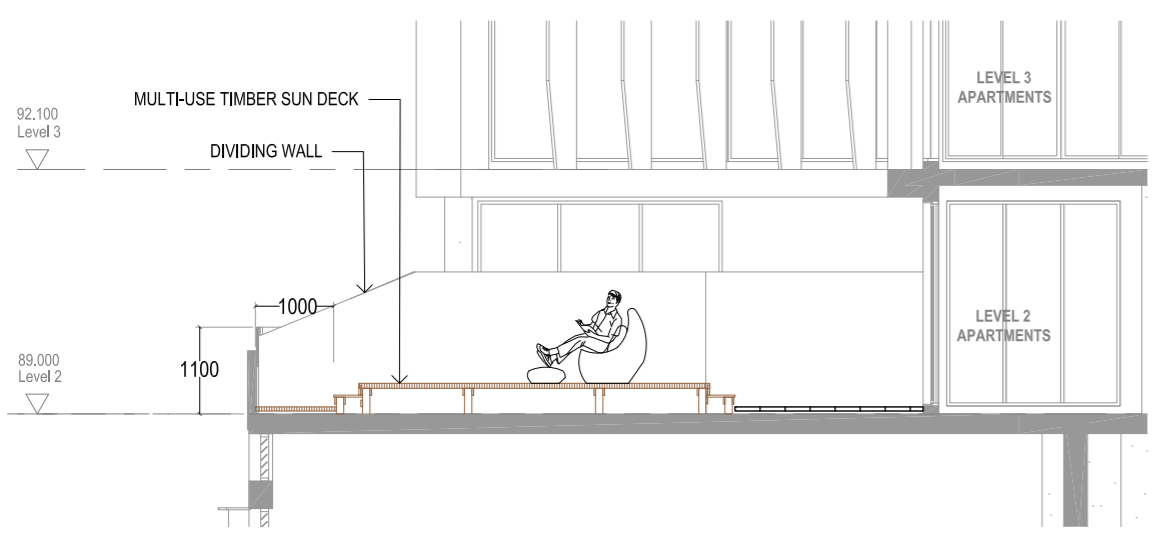 LEVEL 3
APARTMENTS
MULTI-USE TIMBER SUN DECK
92.100
Level 3
DIVIDING WALL
1000
LEVEL 2
APARTMENTS
1100
89.000
Level 2